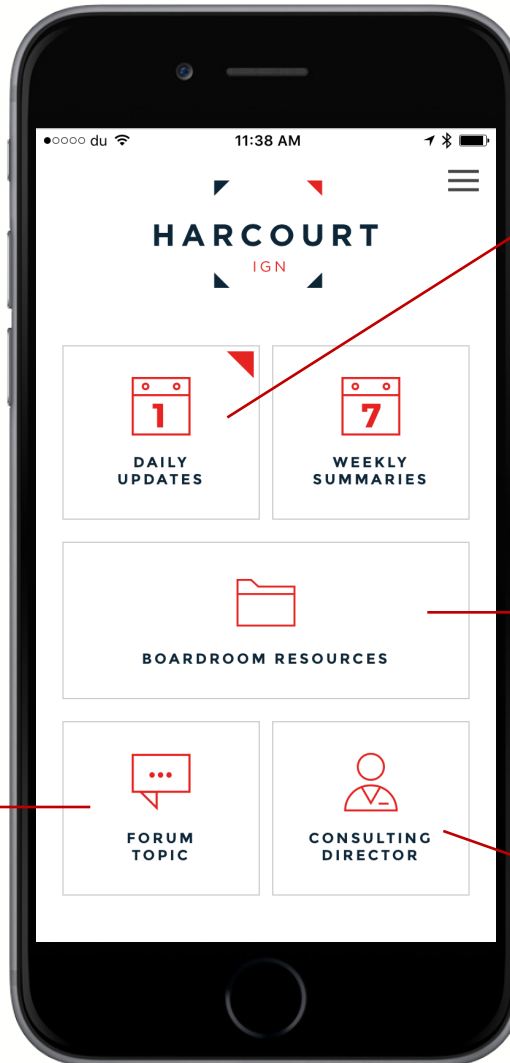 ●○○○○ du 11:38 AM
HARCOURT
IGN
1
DAILY
UPDATES
7
WEEKLY
SUMMARIES
BOARDROOM RESOURCES
FORUM
TOPIC
CONSULTING
DIRECTOR